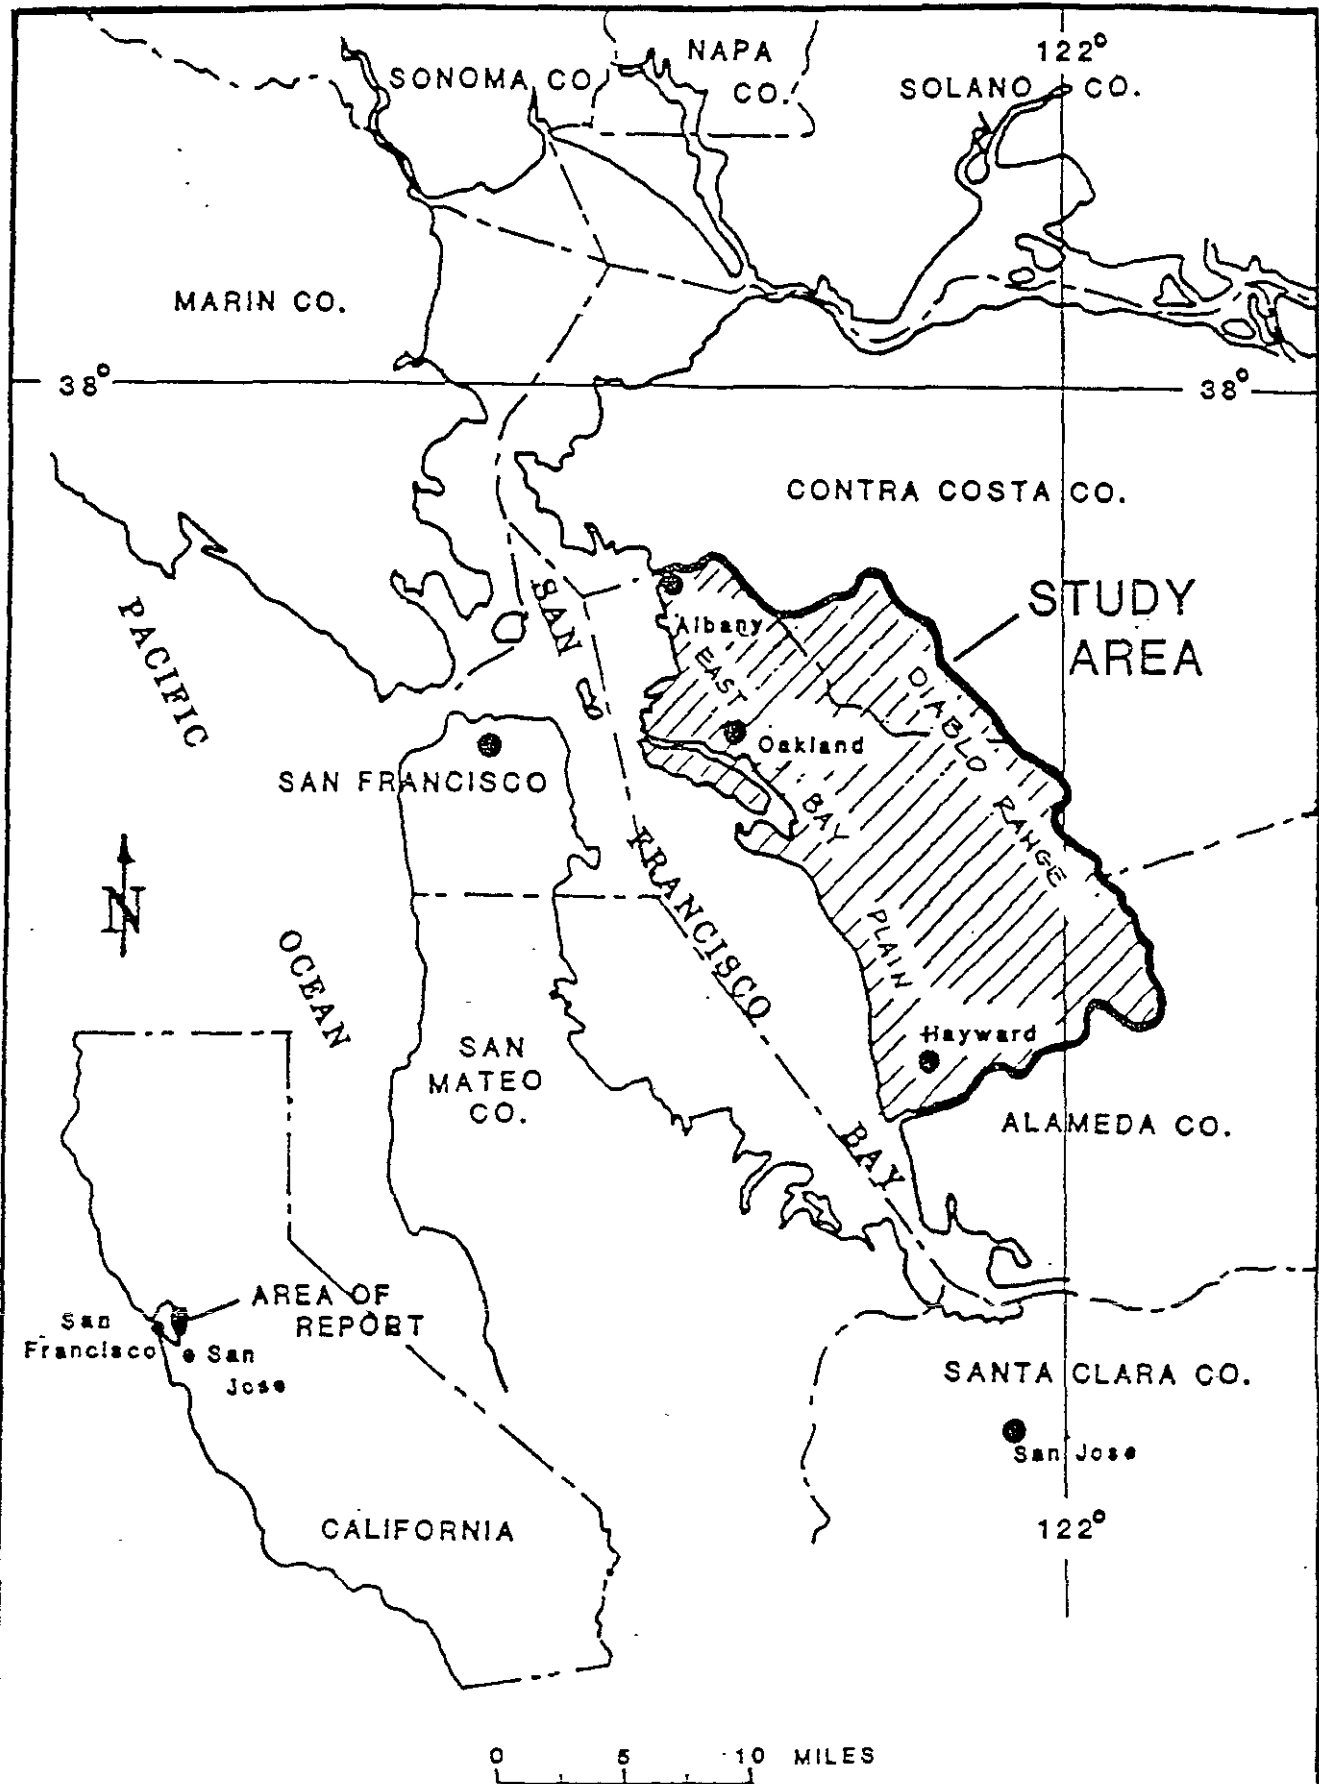 NAPA
CO.
122°
SONOMA CO
SOLANO CO.
MARIN CO.
38°
38°
CONTRA COSTA CO.
STUDY
AREA
PACIFIC
OCEAN
SAN
FRANCISCO
BAY
Albany
EAST
BAY
PLAIN
DIABLO
RANGE
Oakland
SAN FRANCISCO
N
Hayward
SAN
MATEO
CO.
ALAMEDA CO.
AREA OF
REPORT
San
Francisco
San
Jose
SANTA CLARA CO.
San Jose
CALIFORNIA
122°
0 5 10 MILES